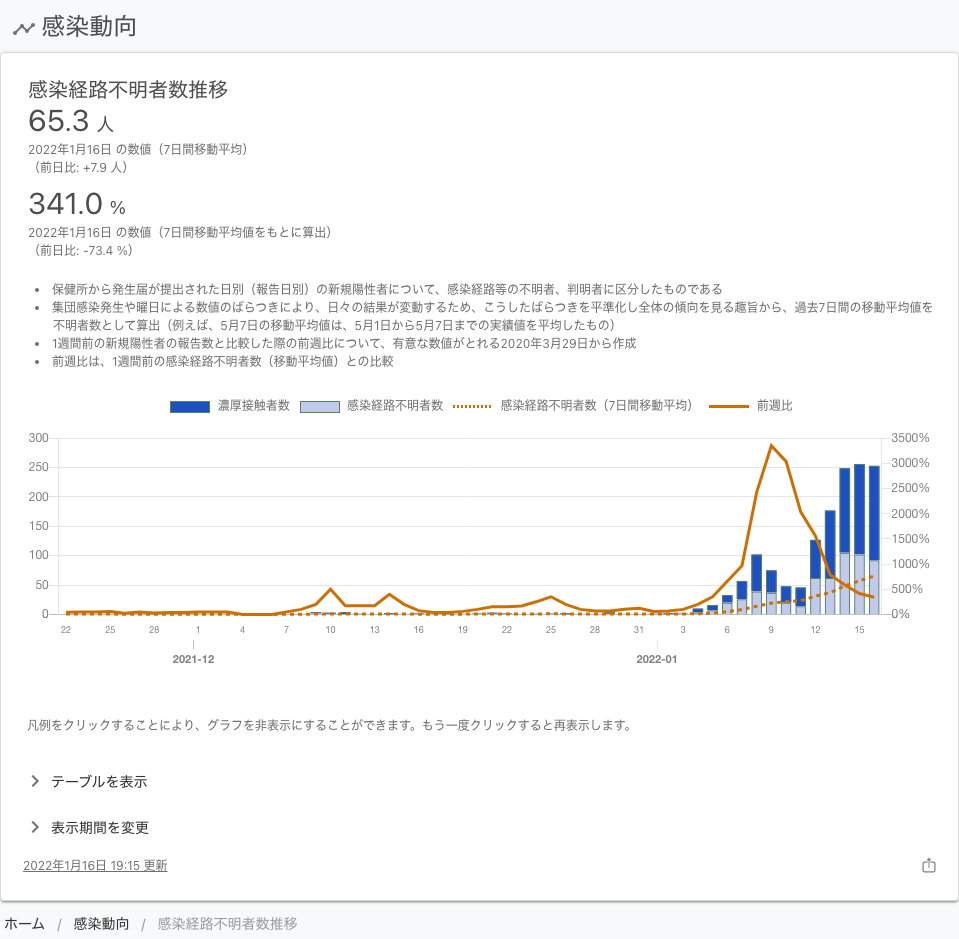 感染動向
感染経路不明者数推移
65.3 人
2022年1月16日 の数値（7日間移動平均）
（前日比: +7.9 人）
341.0 %
2022年1月16日 の数値（7日間移動平均値をもとに算出）
（前日比: -73.4 %）
• 保健所から発生届が提出された日別（報告日別）の新規陽性者について、感染経路等の不明者、判明者に区分したものである
• 集団感染発生や曜日による数値のばらつきにより、日々の結果が変動するため、こうしたばらつきを平準化し全体の傾向を見る趣旨から、過去7日間の移動平均値を
不明者数として算出（例えば、5月7日の移動平均値は、5月1日から5月7日までの実績値を平均したもの）
• 1週間前の新規陽性者の報告数と比較した際の前週比について、有意な数値がとれる2020年3月29日から作成
• 前週比は、1週間前の感染経路不明者数（移動平均値）との比較
濃厚接触者数 感染経路不明者数 感染経路不明者数（7日間移動平均） 前週比
300 3500%
250 3000%
2500%
200 2000%
150 1500%
100 1000%
50 500%
0 0%
22 25 28 1 4 7 10 13 16 19 22 25 28 31 3 6 9 12 15
2021-12 2022-01
凡例をクリックすることにより、グラフを非表示にすることができます。もう一度クリックすると再表示します。
テーブルを表示
表示期間を変更
2022年1月16日 19:15 更新
ホーム / 感染動向 / 感染経路不明者数推移